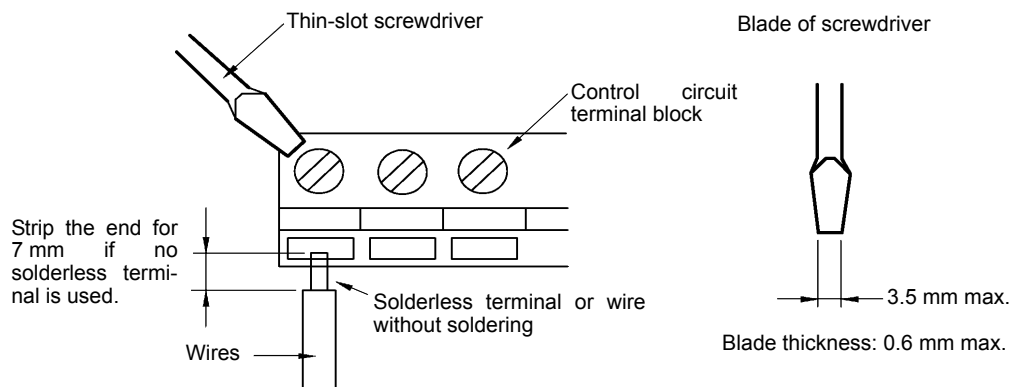 Thin-slot screwdriver
Blade of screwdriver
Control circuit
terminal block
Strip the end for
7 mm if no
solderless termi-
nal is used.
Solderless terminal or wire
without soldering
Wires
3.5 mm max.
Blade thickness: 0.6 mm max.